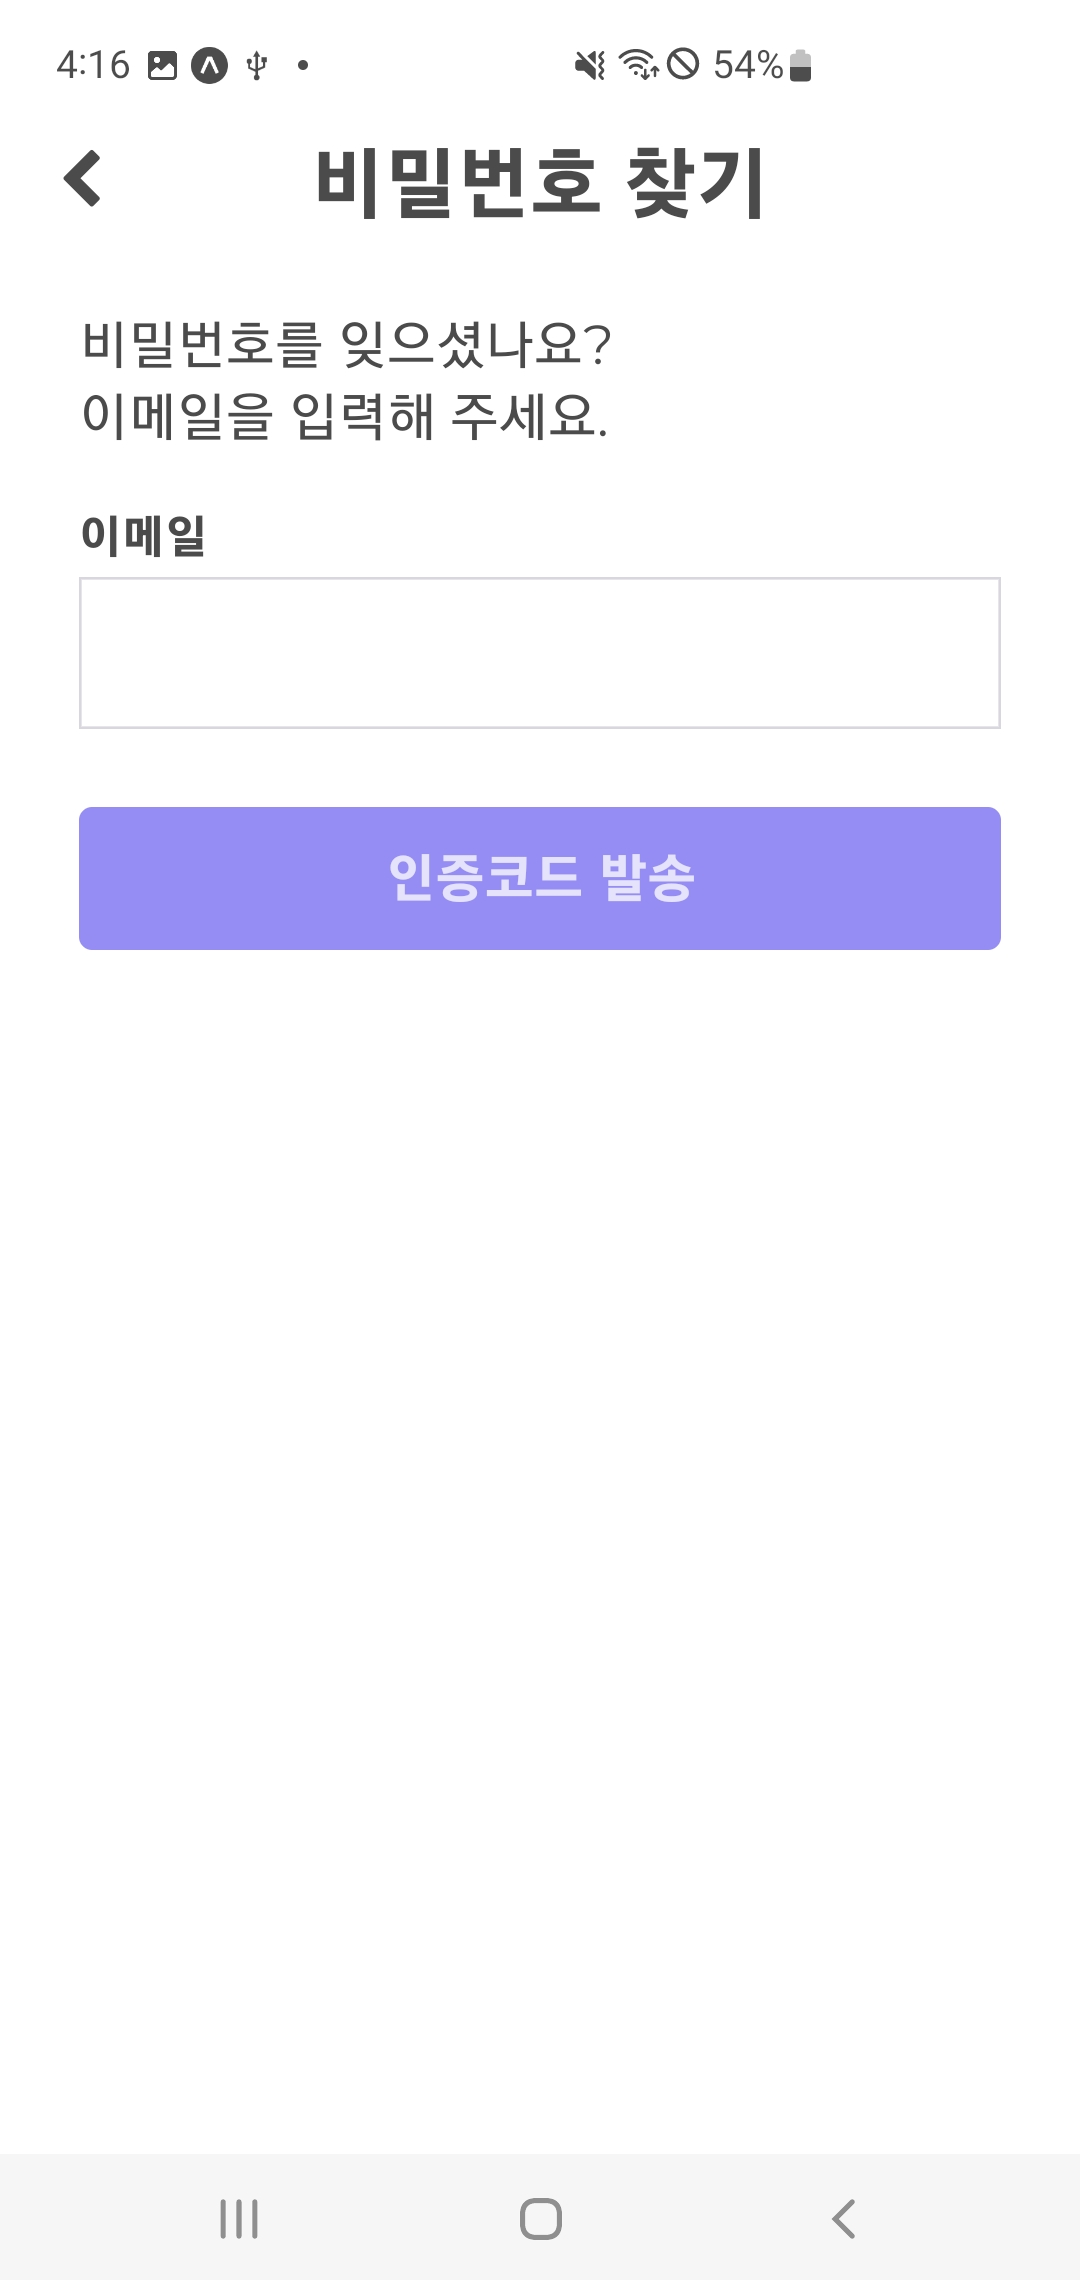 4:16
54%
비밀번호 찾기
비밀번호를 잊으셨나요?
이메일을 입력해 주세요.
이메일
인증코드 발송